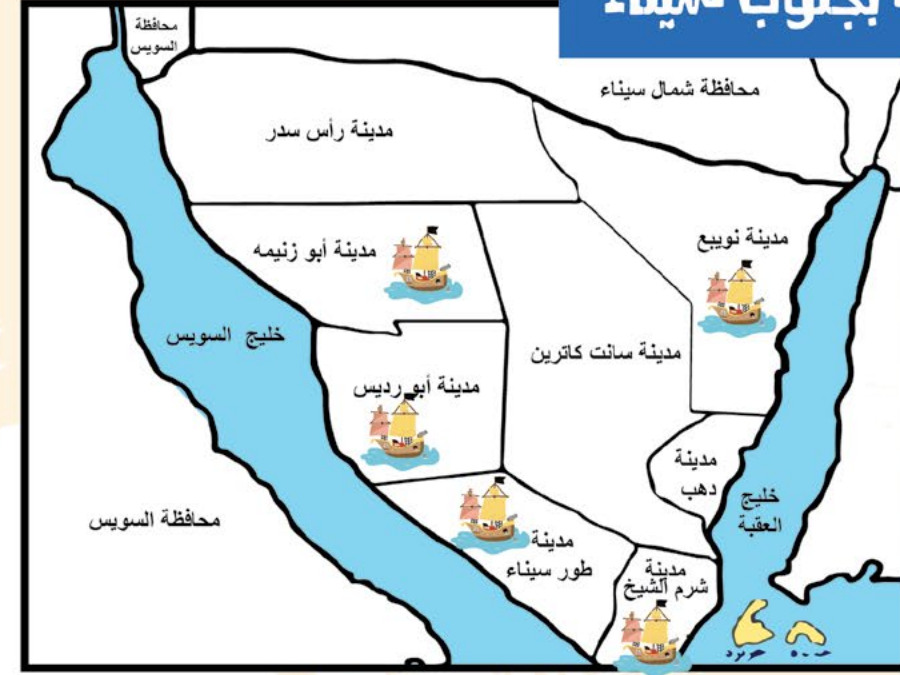 بجنوب سيناء
محافظة
السويس
محافظة شمال سيناء
مدينة رأس سدر
مدينة نويبع
مدينة أبو زنيمه
خليج السويس
مدينة سانت كاترين
مدينة أبو رديس
مدينة
دهب
خليج
العقبة
محافظة السويس
مدينة
طور سيناء
مدينة
شرم الشيخ